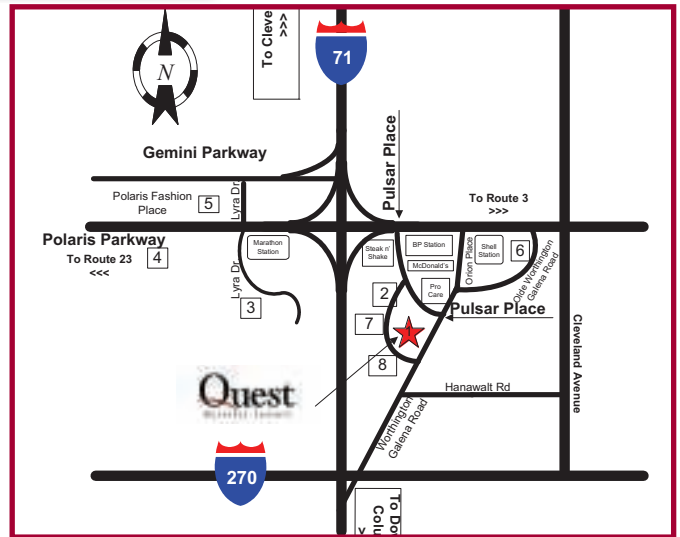 To Cleve
>>>
71
N
Gemini Parkway
Pulsar Place
Polaris Fashion
Place
5
Lyra Dr
To Route 3
>>>
Polaris Parkway
To Route 23
<<<
4
Marathon
Station
Steak n'
Shake
BP Station
McDonald's
Pro
Care
Orion Place
Shell
Station
6
Olde Worthington
Galena Road
Lyra Dr
3
2
Pulsar Place
7
1
8
Cleveland Avenue
Quest
Hanawalt Rd
Worthington
Galena Road
270
To Do
Colu
>